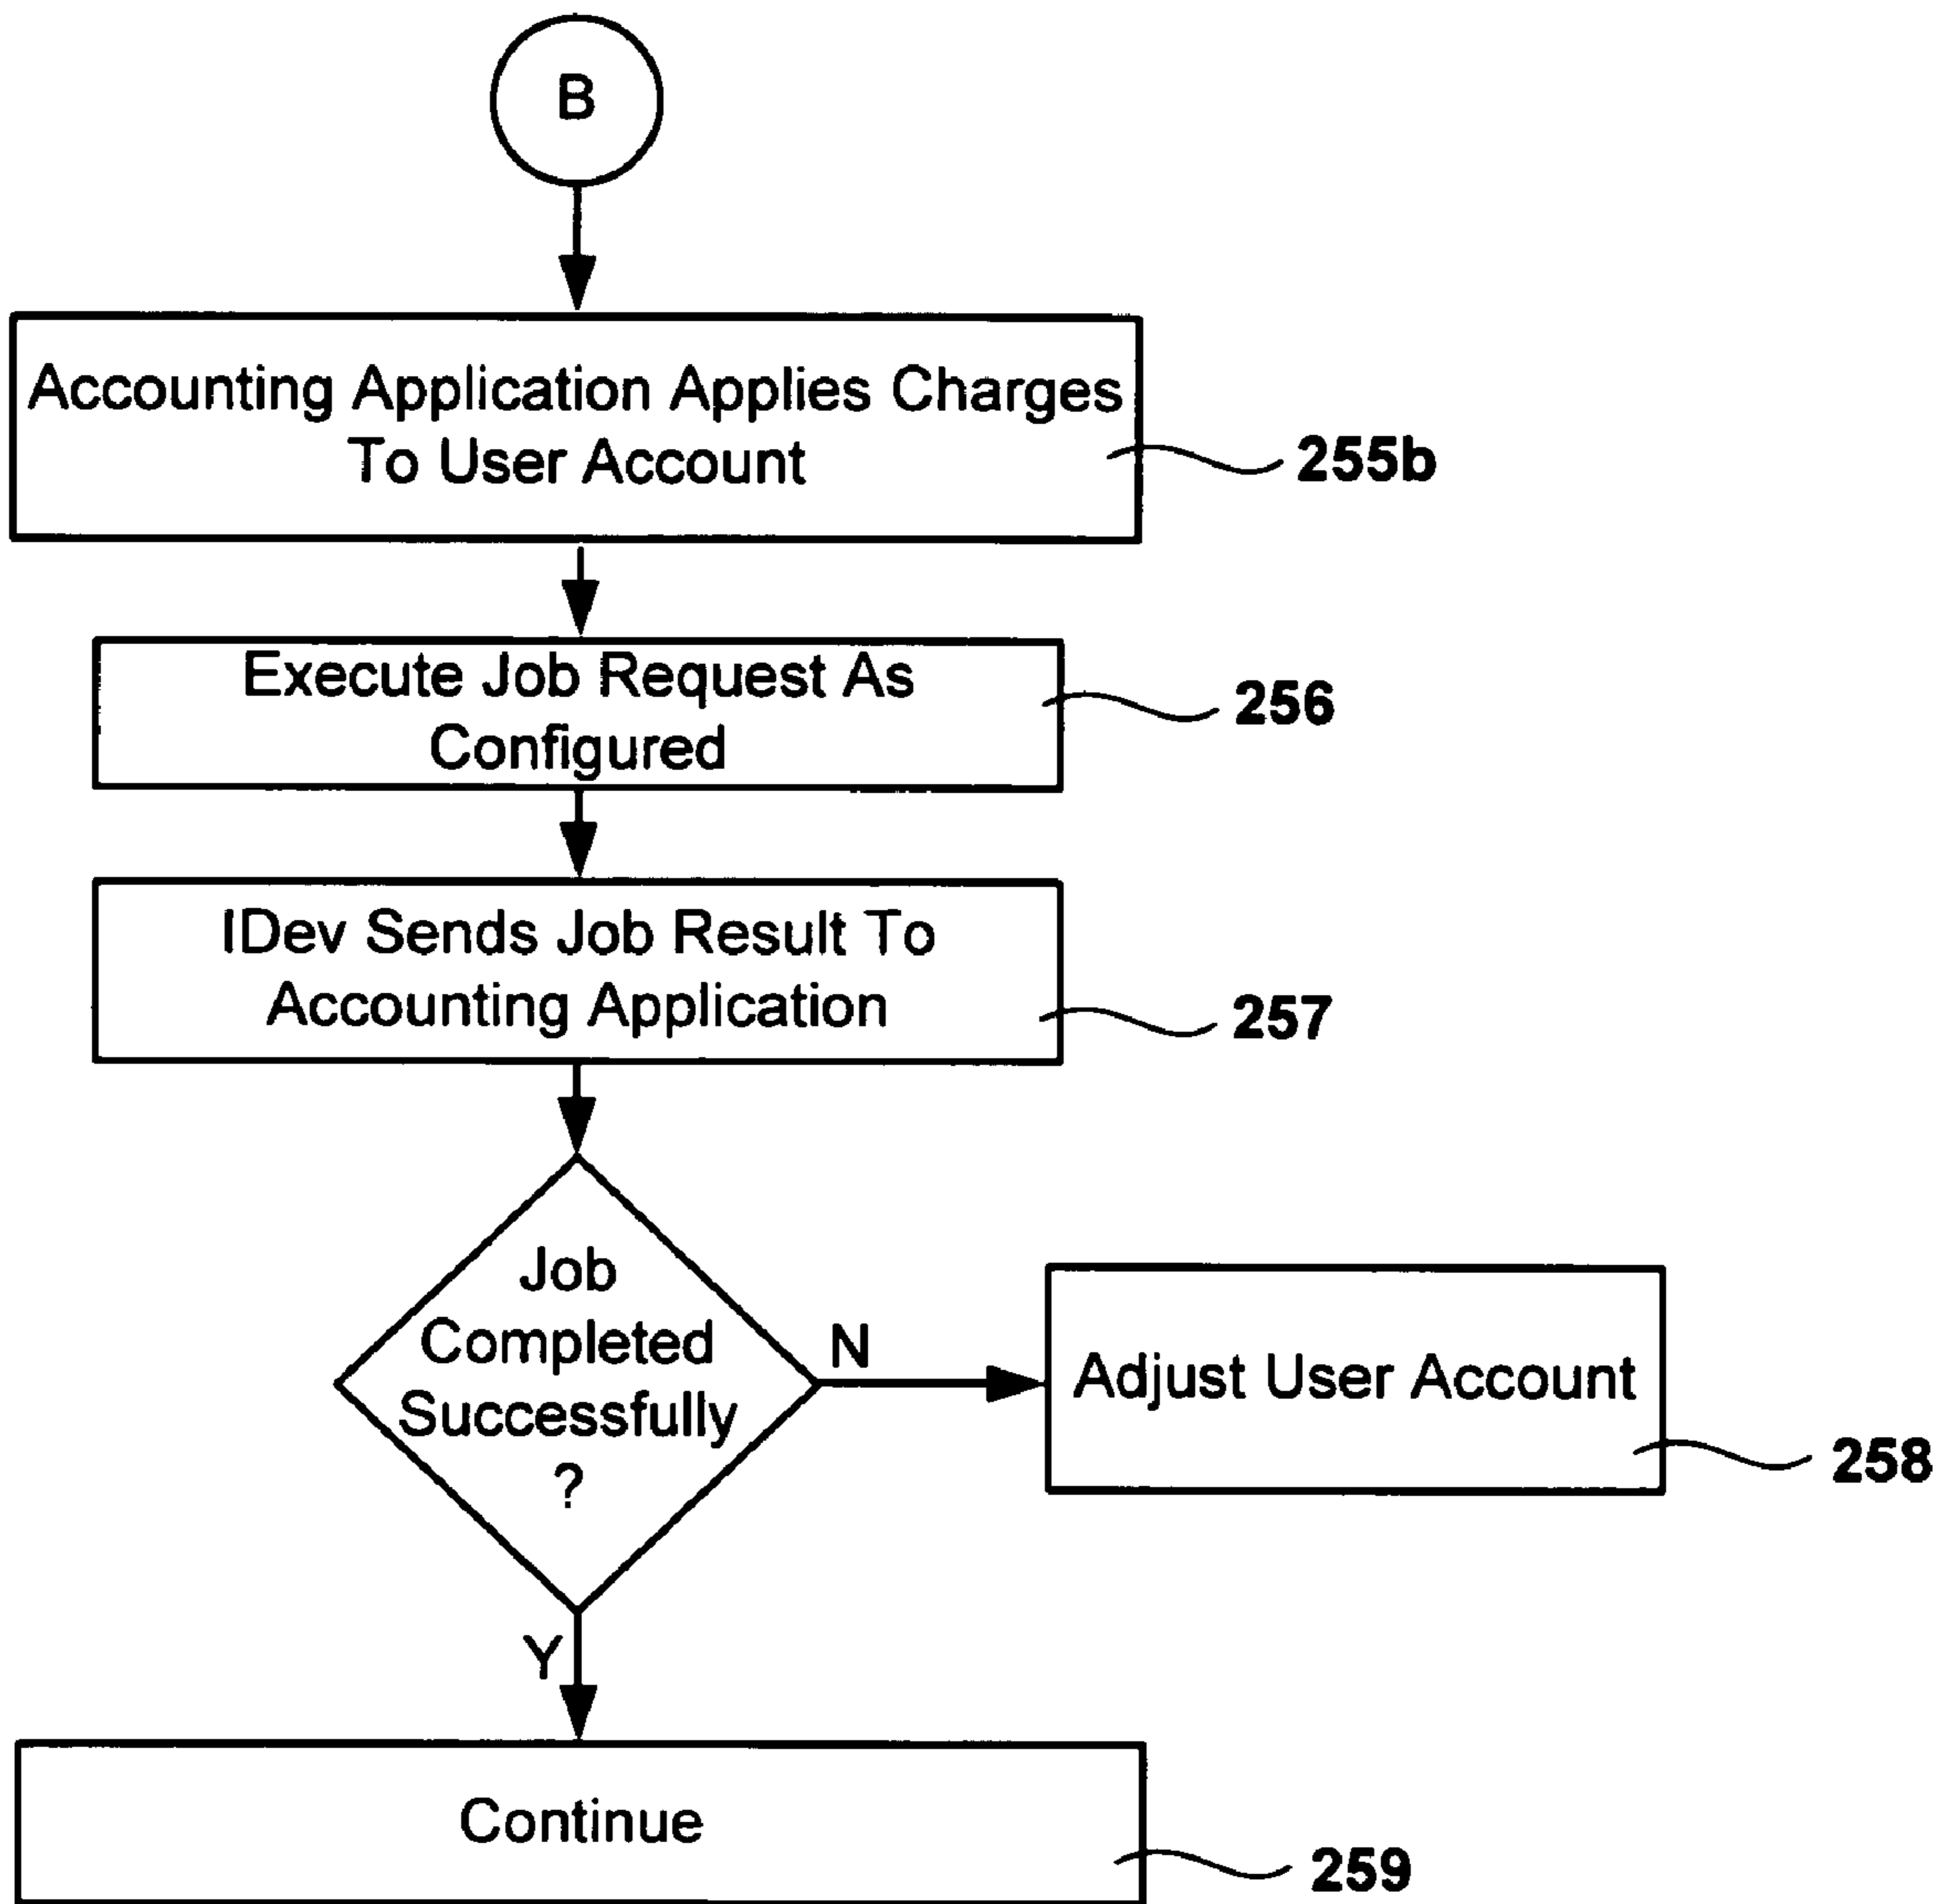 B
Accounting Application Applies Charges
To User Account
255b
Execute Job Request As
Configured
256
IDev Sends Job Result To
Accounting Application
257
Job
Completed
Successfully
?
N
Adjust User Account
258
Y
Continue
259